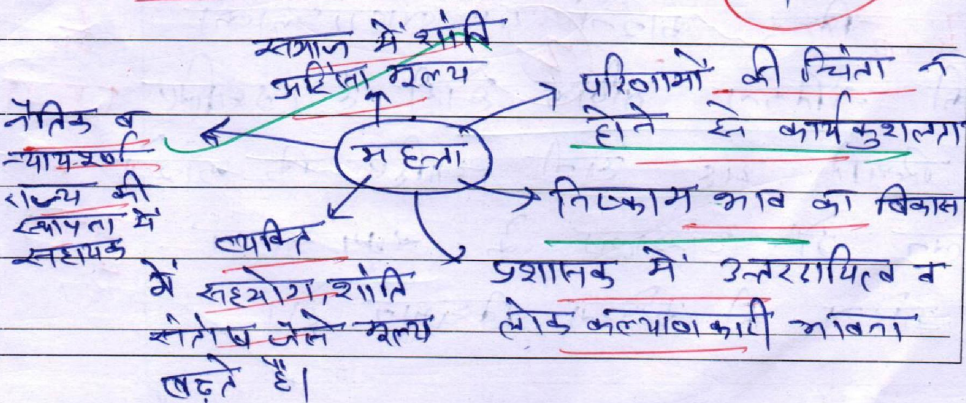 समाज में शांति
अहिंसा मूल्य
परिणामों की चिंता न
होने से कार्यकुशलता
नैतिक व
न्यायपूर्ण
राज्य की
स्थापना में
सहायक
महत्ता
निष्काम भाव का विकास
व्यक्ति
में सहयोग, शांति
संतोष जैसे मूल्य
बढ़ते हैं।
प्रशासक में उत्तरदायित्व व
लोक कल्याणकारी भावना